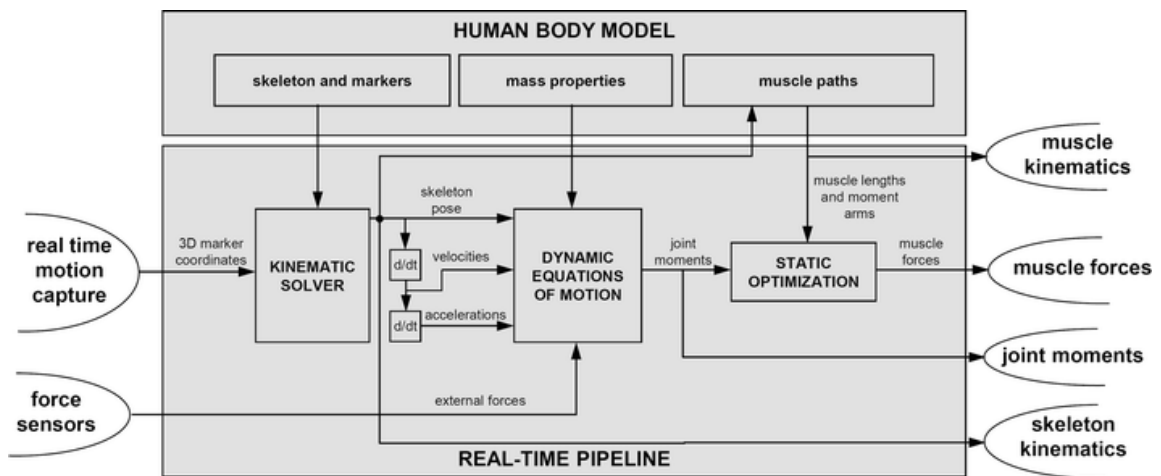 HUMAN BODY MODEL
skeleton and markers
mass properties
muscle paths
muscle
kinematics
muscle lengths
and moment
arms
skeleton
pose
real time
motion
capture
3D marker
coordinates
KINEMATIC
SOLVER
d/dt
velocities
d/dt
accelerations
DYNAMIC
EQUATIONS
OF MOTION
joint
moments
STATIC
OPTIMIZATION
muscle
forces
muscle forces
joint moments
force
sensors
external forces
skeleton
kinematics
REAL-TIME PIPELINE